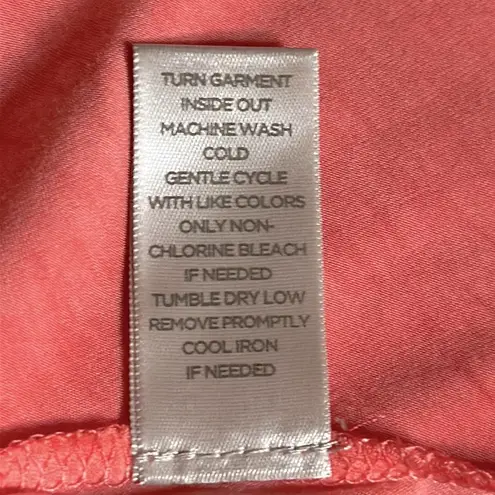 TURN GARMENT
INSIDE OUT
MACHINE WASH
COLD
GENTLE CYCLE
WITH LIKE COLORS
ONLY NON-
CHLORINE BLEACH
IF NEEDED
TUMBLE DRY LOW
REMOVE PROMPTLY
COOL IRON
IF NEEDED